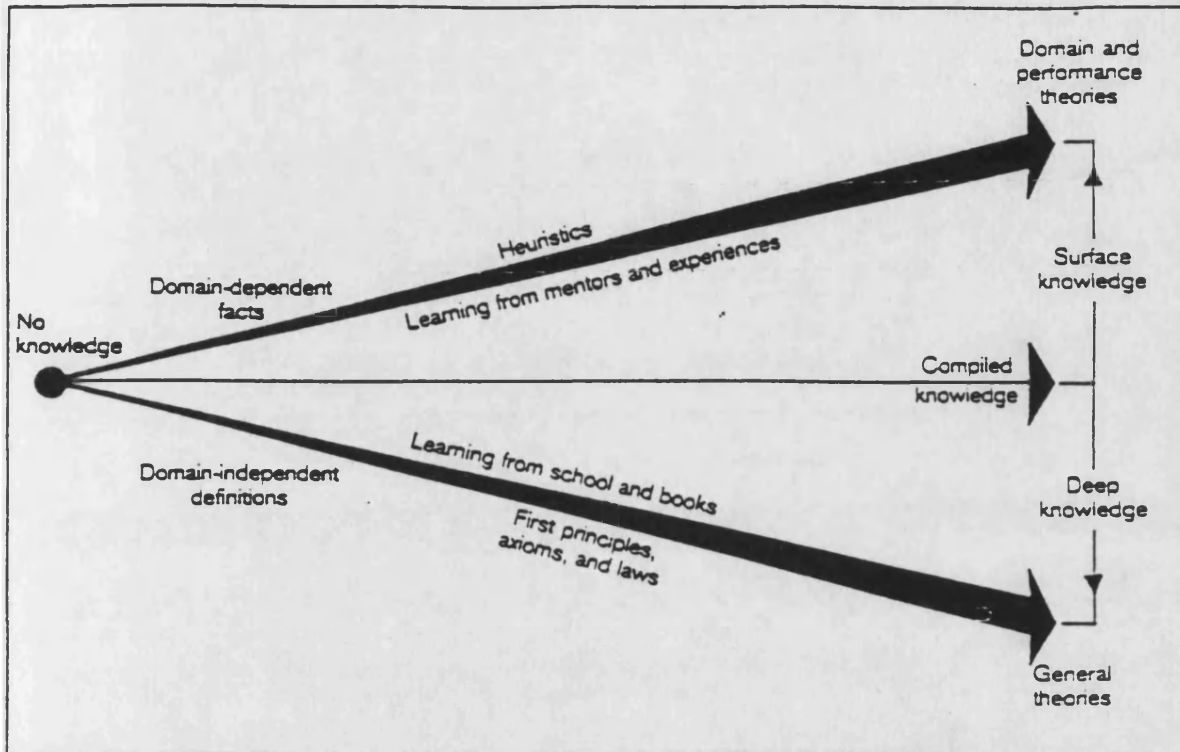 Domain and
performance
theories
Heuristics
Learning from mentors and experiences
Surface
knowledge
Domain-dependent
facts
No
knowledge
Compiled
knowledge
Learning from school and books
Domain-independent
definitions
First principles,
axioms, and laws
Deep
knowledge
General
theories